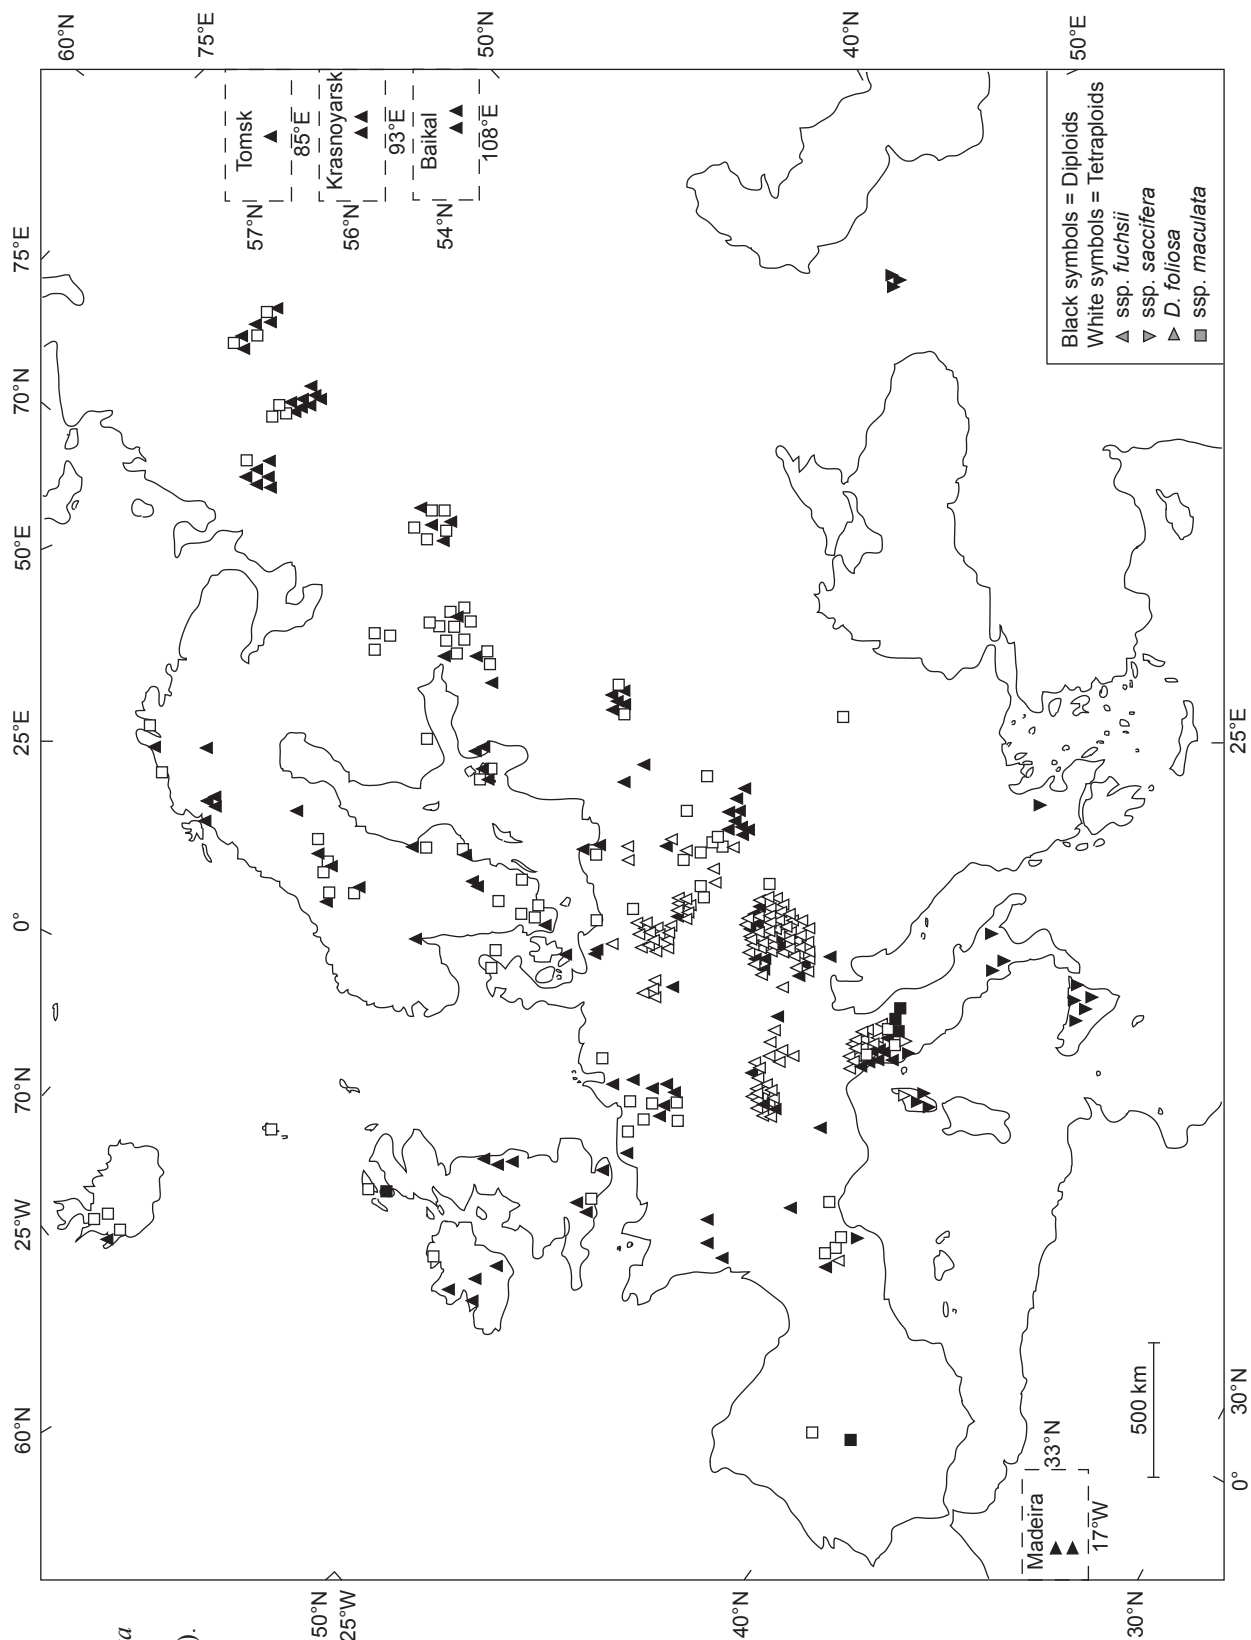 60°N
75°E
50°N
40°N
50°E
Tomsk
85°E
57°N
Krasnoyarsk
93°E
56°N
Baikal
108°E
54°N
75°E
70°N
50°E
25°E
0°
70°N
25°W
60°N
25°E
30°N
0°
50°N
25°W
40°N
30°N
Madeira
33°N
17°W
500 km
Black symbols = Diploids
White symbols = Tetraploids
ssp. fuchsii
ssp. saccifera
D. foliosa
ssp. maculata
a
).